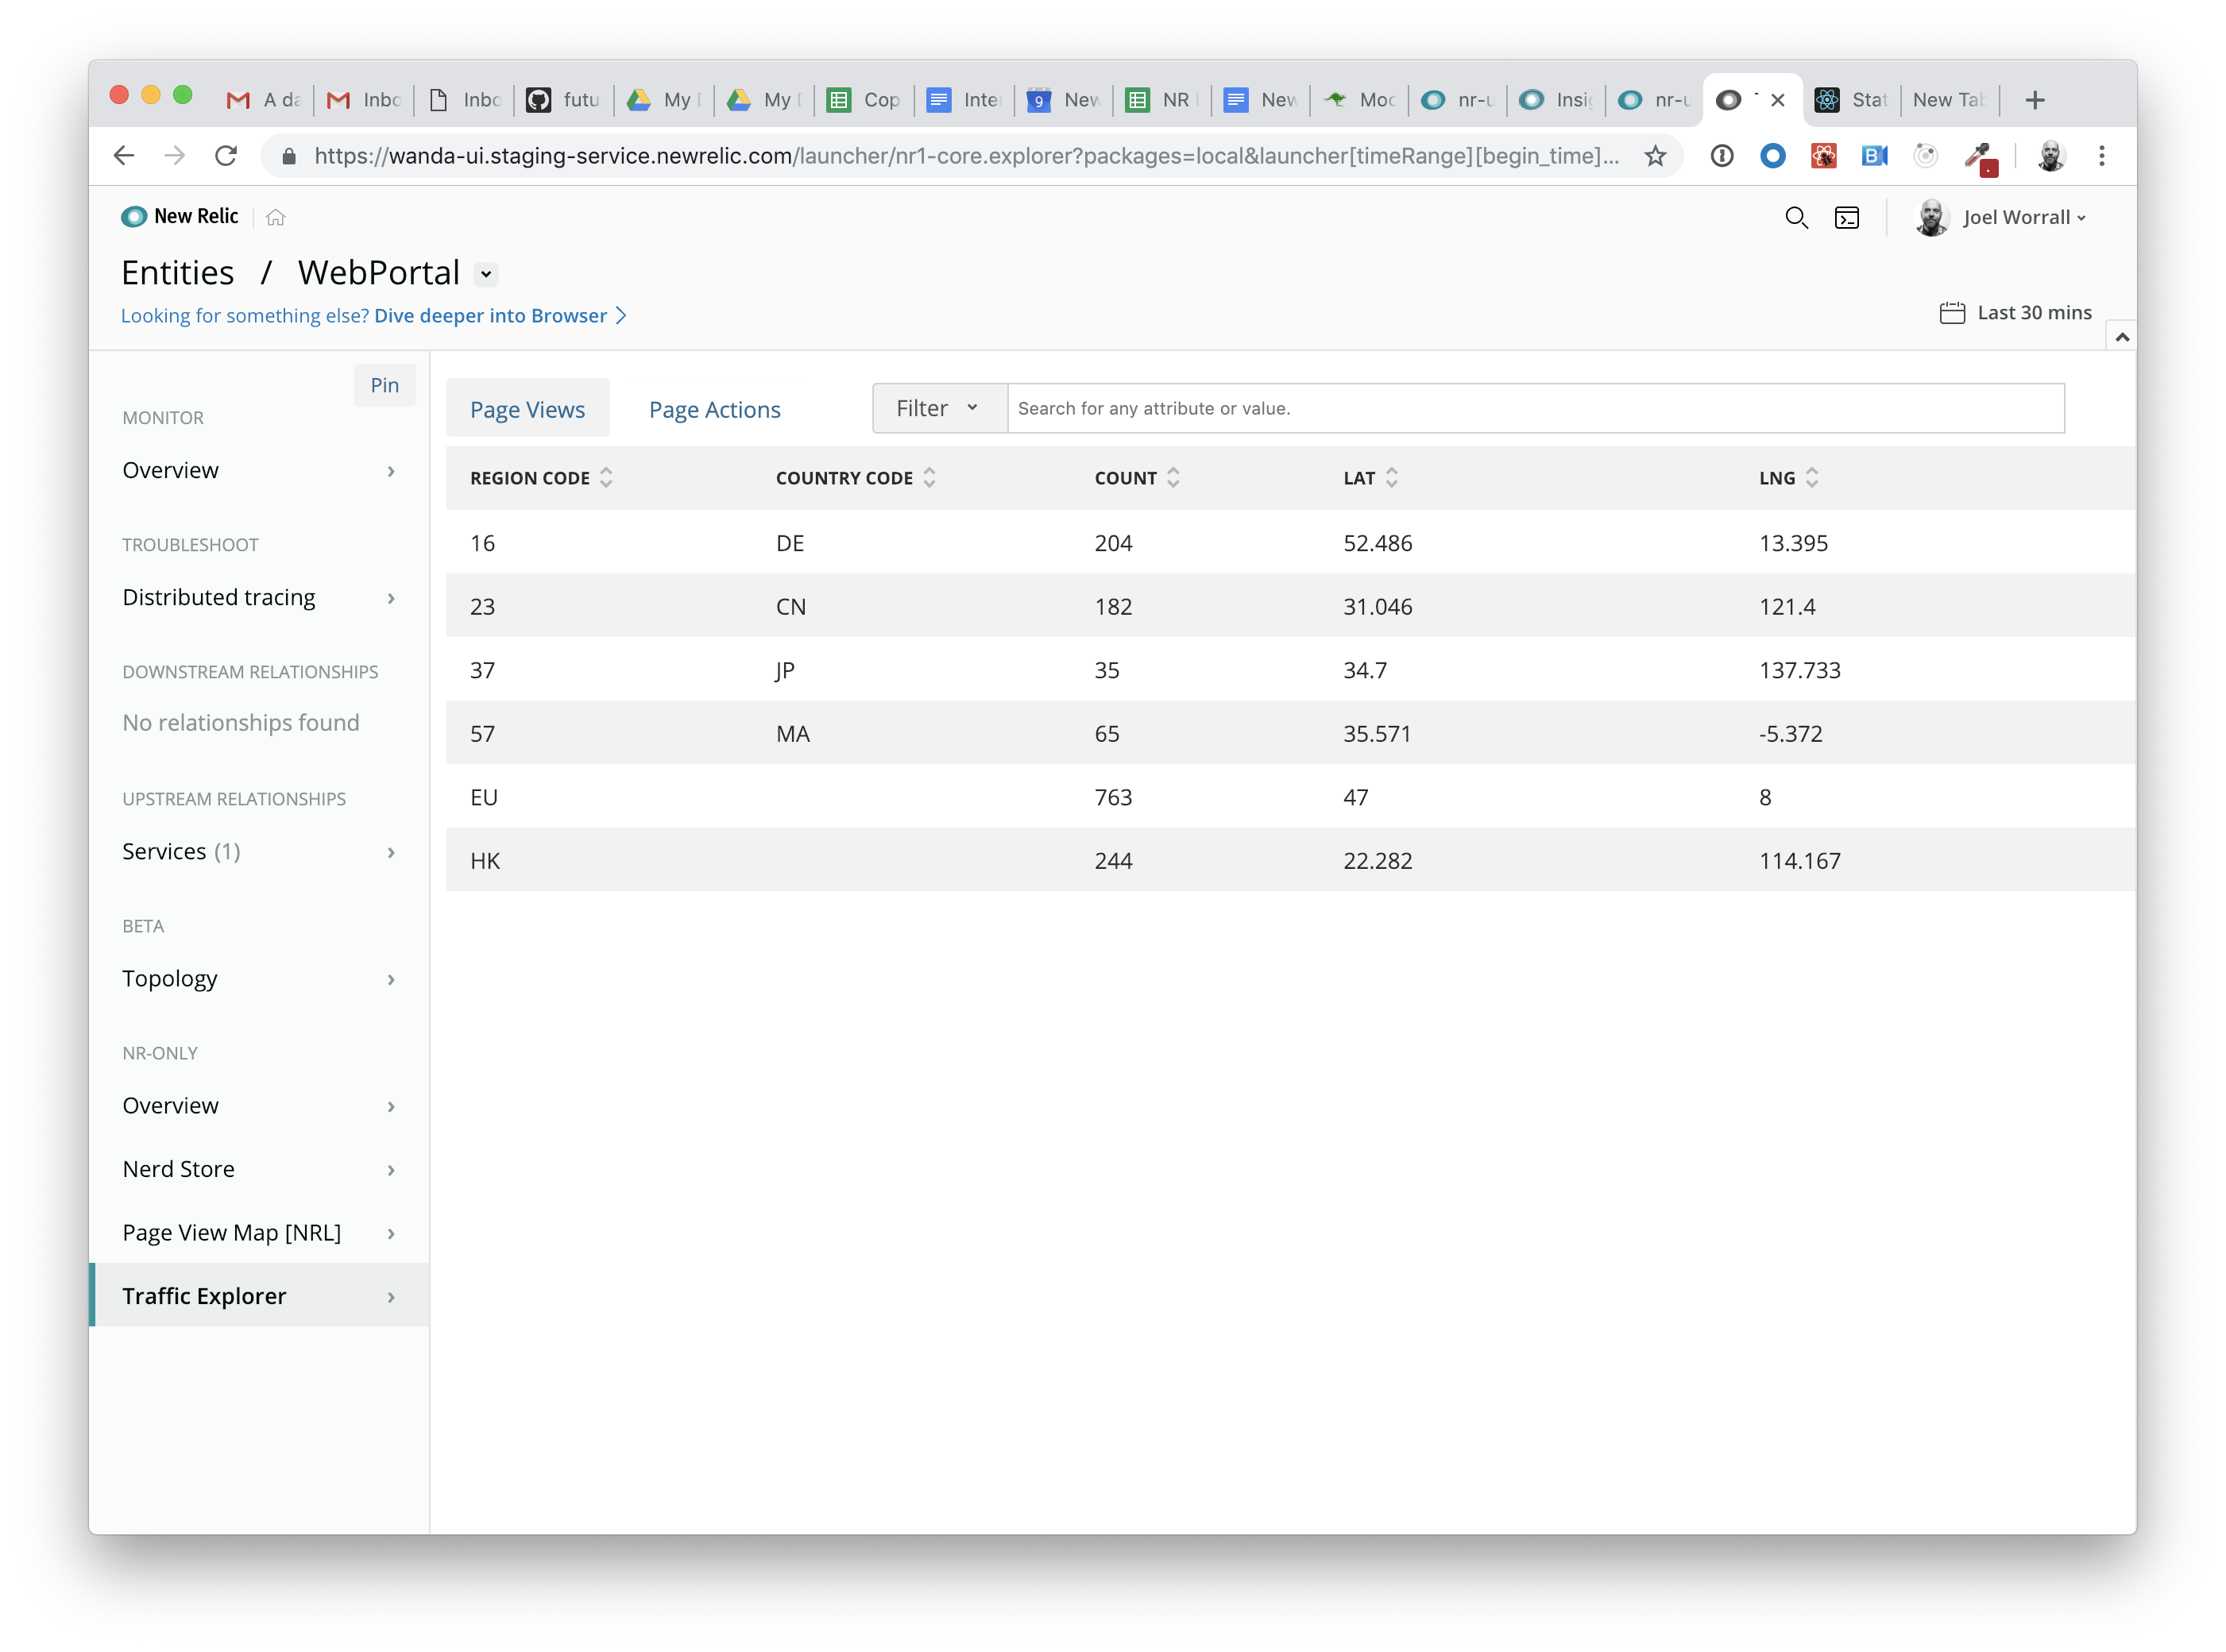 A da Inbo Inbo futu My My Cop Inte New NR New Moc nr-u Insi nr-u Stat New Tab
https://wanda-ui.staging-service.newrelic.com/launcher/nr1-core.explorer?packages=local&launcher[timeRange][begin_time]...
New Relic Joel Worrall
Entities / WebPortal
Looking for something else? Dive deeper into Browser
Last 30 mins
Pin
MONITOR
Overview
TROUBLESHOOT
Distributed tracing
DOWNSTREAM RELATIONSHIPS
No relationships found
UPSTREAM RELATIONSHIPS
Services (1)
BETA
Topology
NR-ONLY
Overview
Nerd Store
Page View Map [NRL]
Traffic Explorer
Page Views Page Actions Filter Search for any attribute or value.
REGION CODE COUNTRY CODE COUNT LAT LNG
16 DE 204 52.486 13.395
23 CN 182 31.046 121.4
37 JP 35 34.7 137.733
57 MA 65 35.571 -5.372
EU 763 47 8
HK 244 22.282 114.167